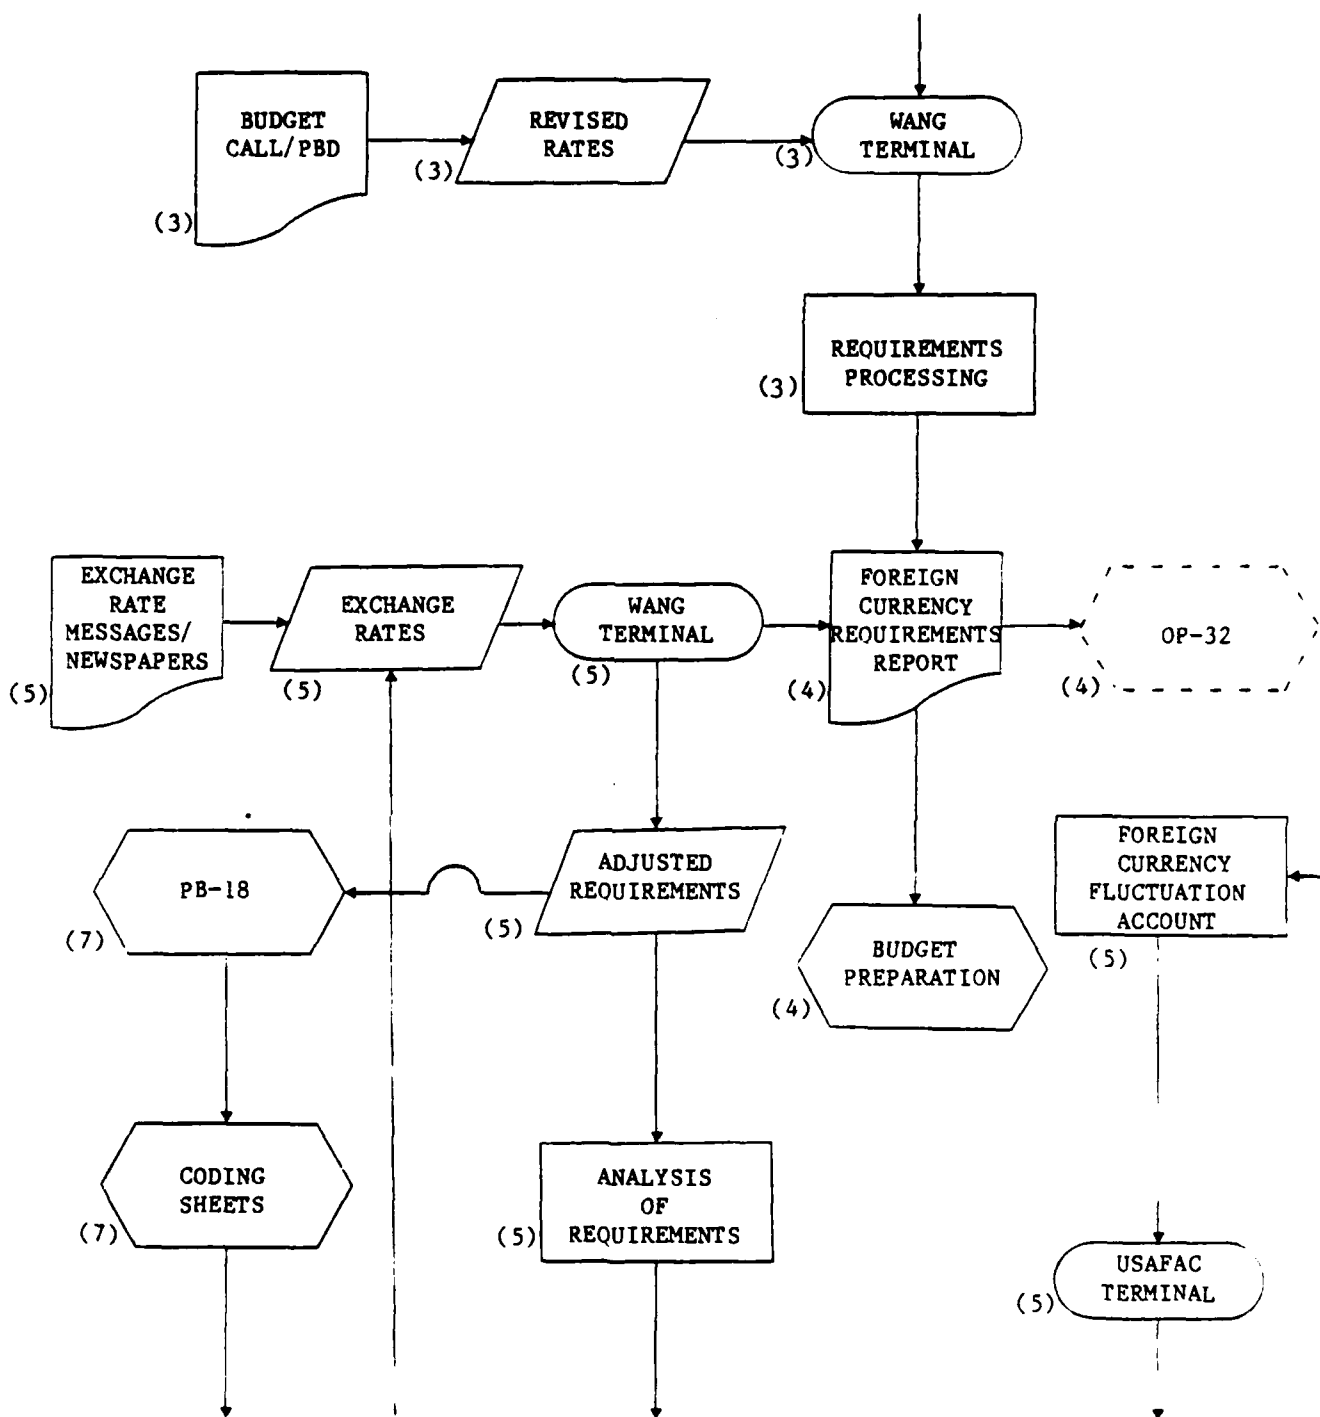 BUDGET
CALL/PBD
(3)
REVISED
RATES
(3)
WANG
TERMINAL
(3)
REQUIREMENTS
PROCESSING
(3)
EXCHANGE
RATE
MESSAGES/
NEWSPAPERS
(5)
EXCHANGE
RATES
(5)
WANG
TERMINAL
(5)
FOREIGN
CURRENCY
REQUIREMENTS
REPORT
(4)
OP-32
(4)
PB-18
(7)
ADJUSTED
REQUIREMENTS
(5)
BUDGET
PREPARATION
(4)
FOREIGN
CURRENCY
FLUCTUATION
ACCOUNT
(5)
CODING
SHEETS
(7)
ANALYSIS
OF
REQUIREMENTS
(5)
USAFAC
TERMINAL
(5)